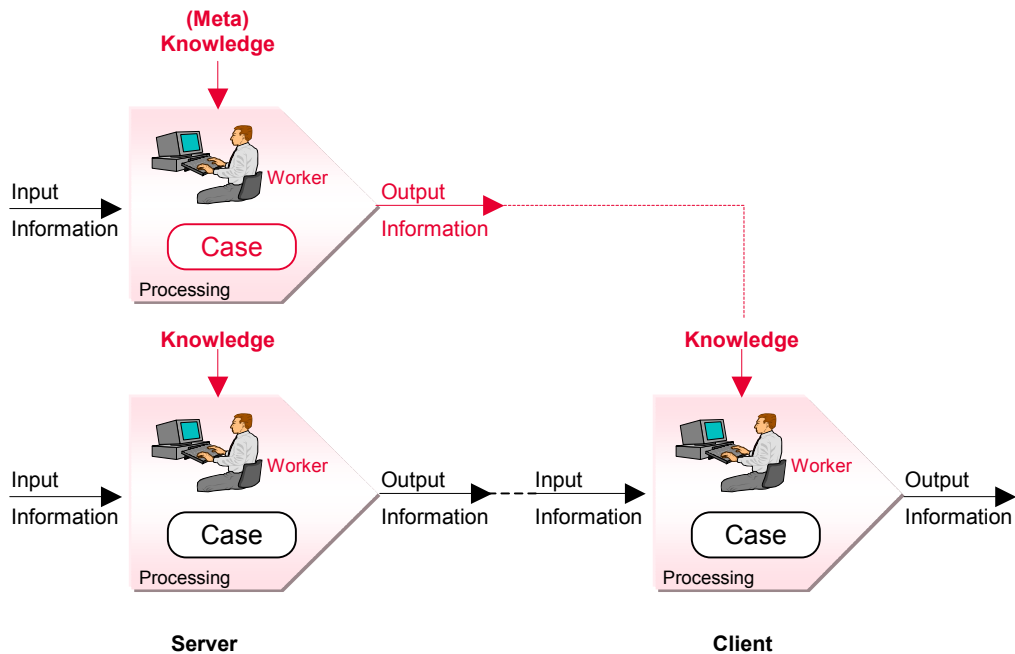 (Meta)
Knowledge
Worker
Input
Information
Output
Information
Case
Processing
Knowledge
Knowledge
Worker
Worker
Input
Information
Output
Information
Input
Information
Output
Information
Case
Case
Processing
Processing
Server
Client